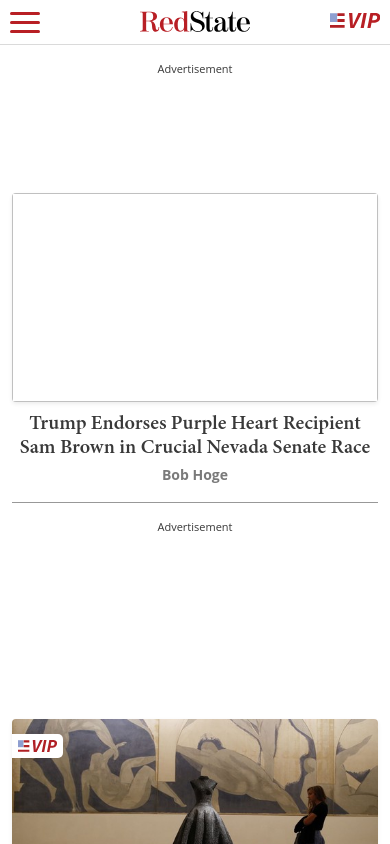 RedState
VIP
Advertisement
Trump Endorses Purple Heart Recipient
Sam Brown in Crucial Nevada Senate Race
Bob Hoge
Advertisement
VIP